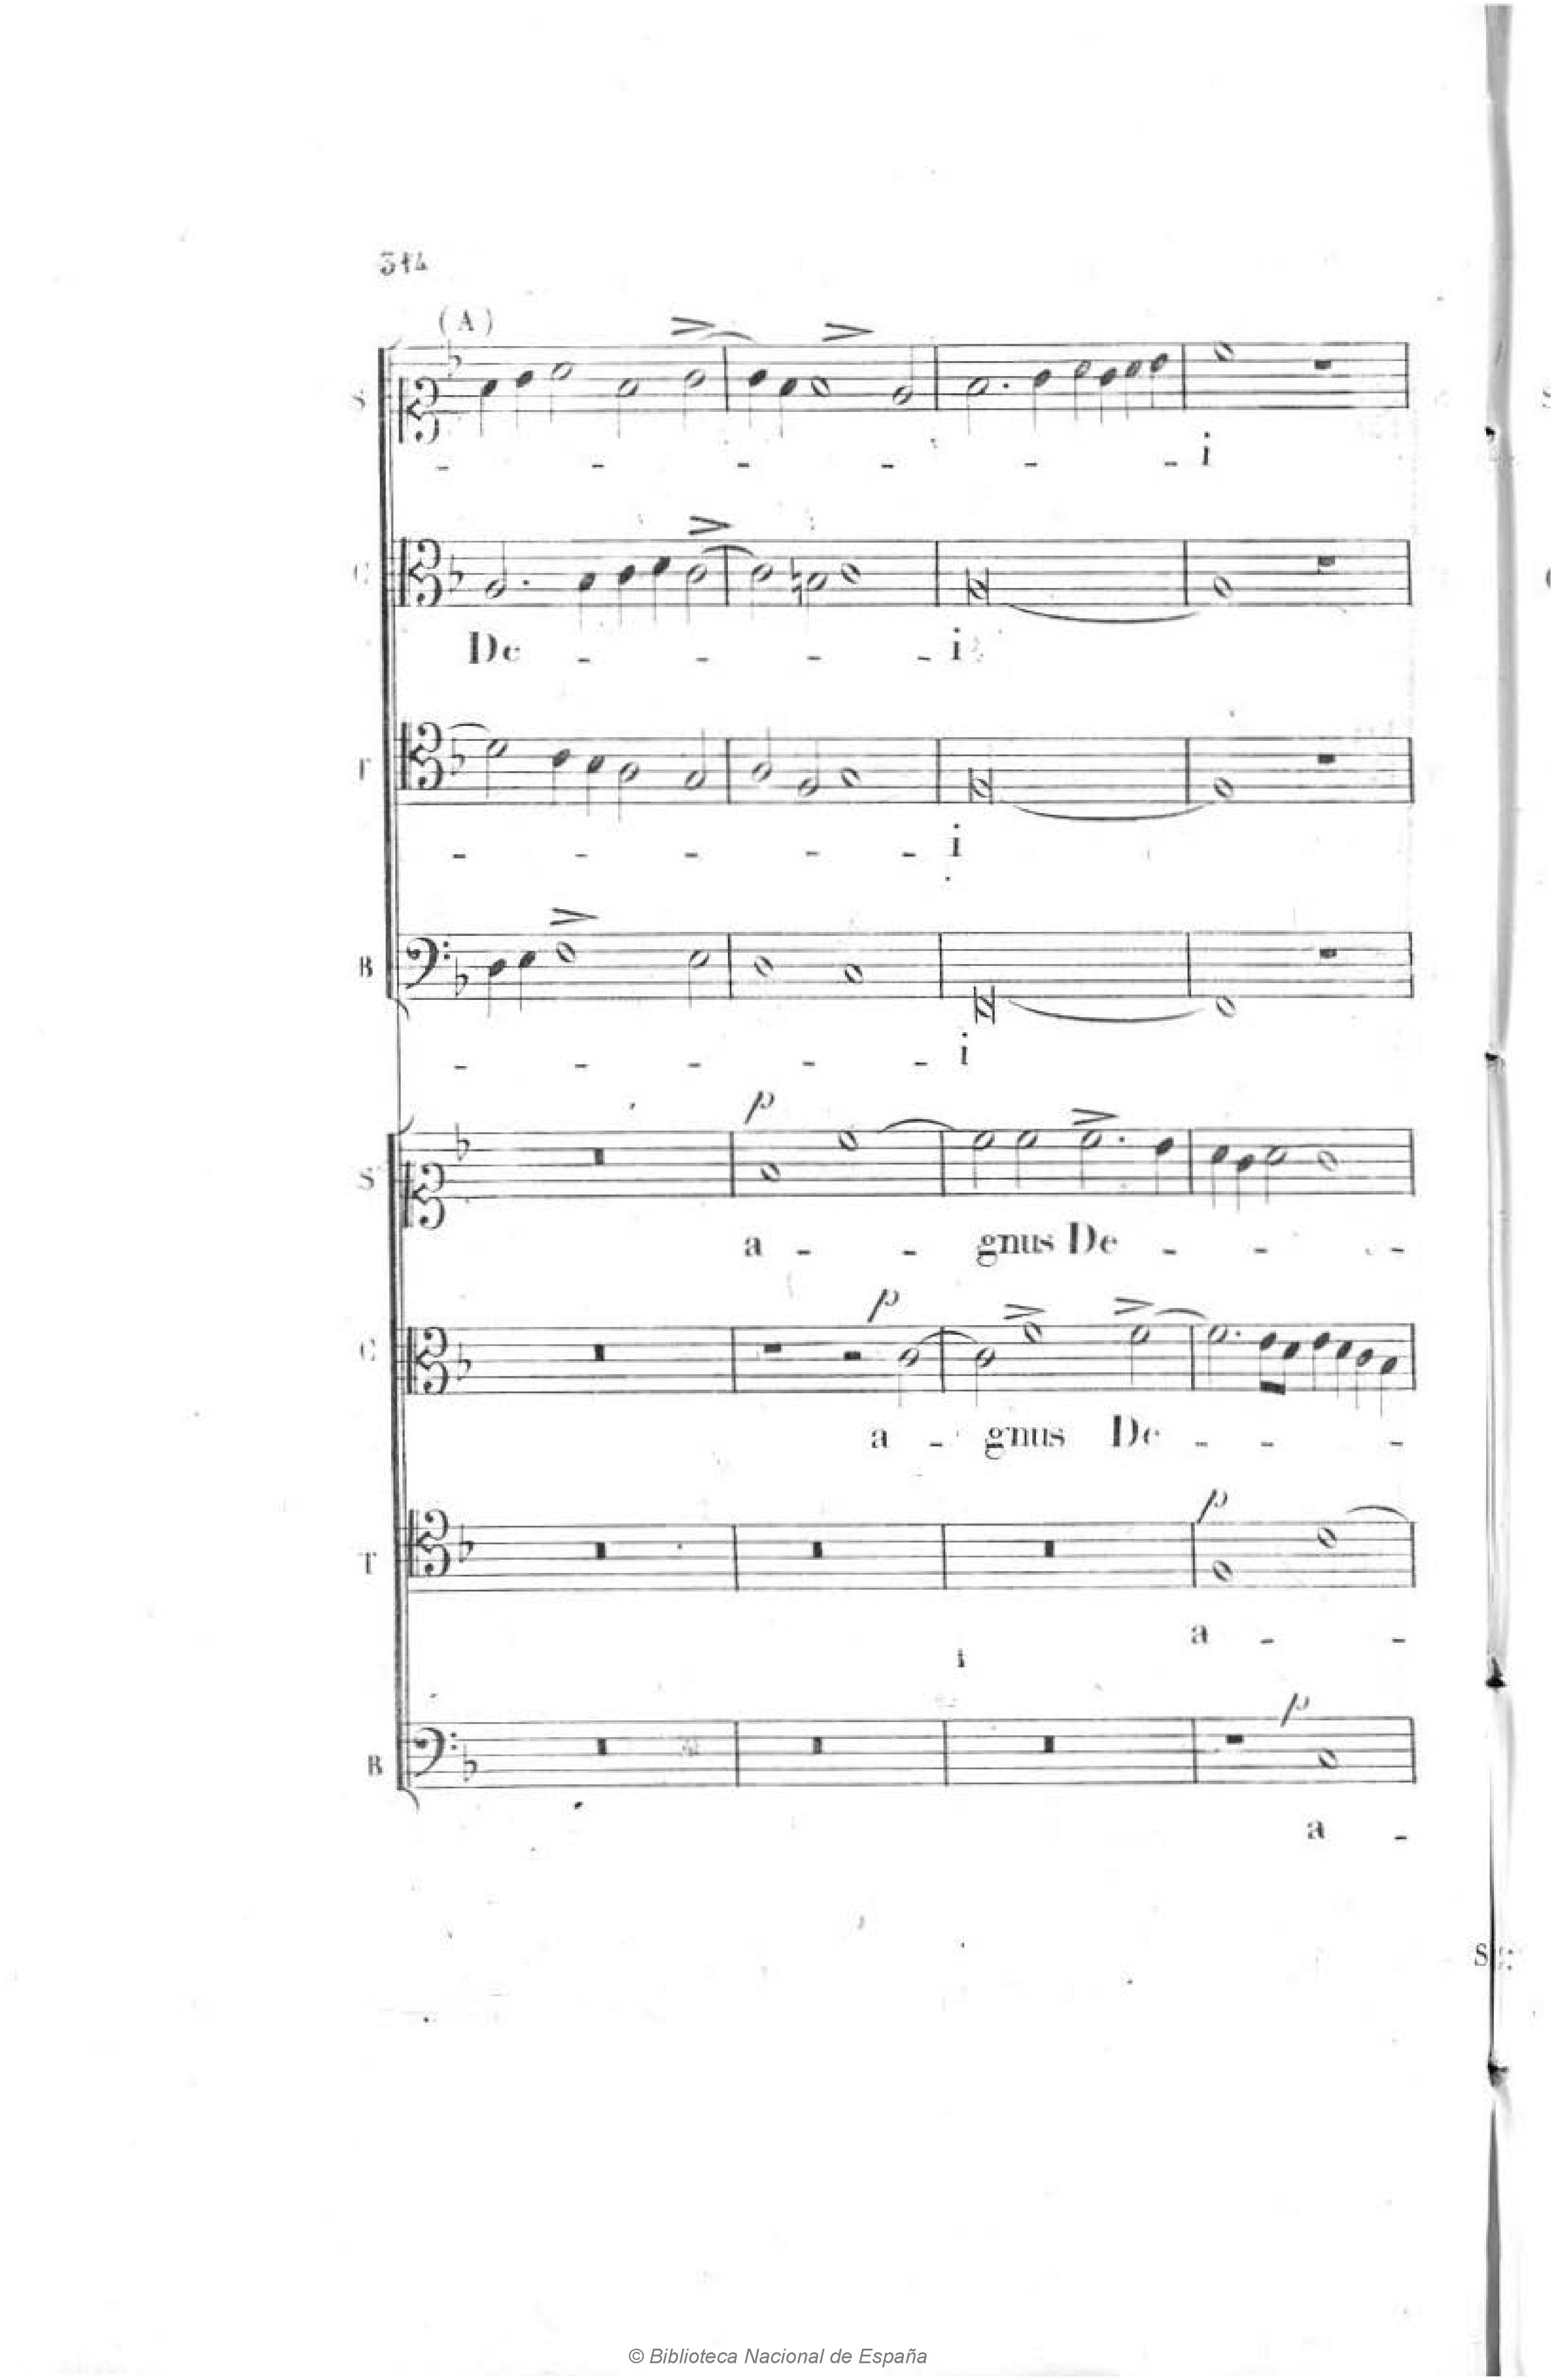 314
(A)
S
- - - - - - i
C
De - - - - i
T
- - - - - i
B
- - - - - i
p
S
a - - gnus De - - -
p
C
a - gnus De - - -
p
T
a - -
i
p
B
a -
© Biblioteca Nacional de España